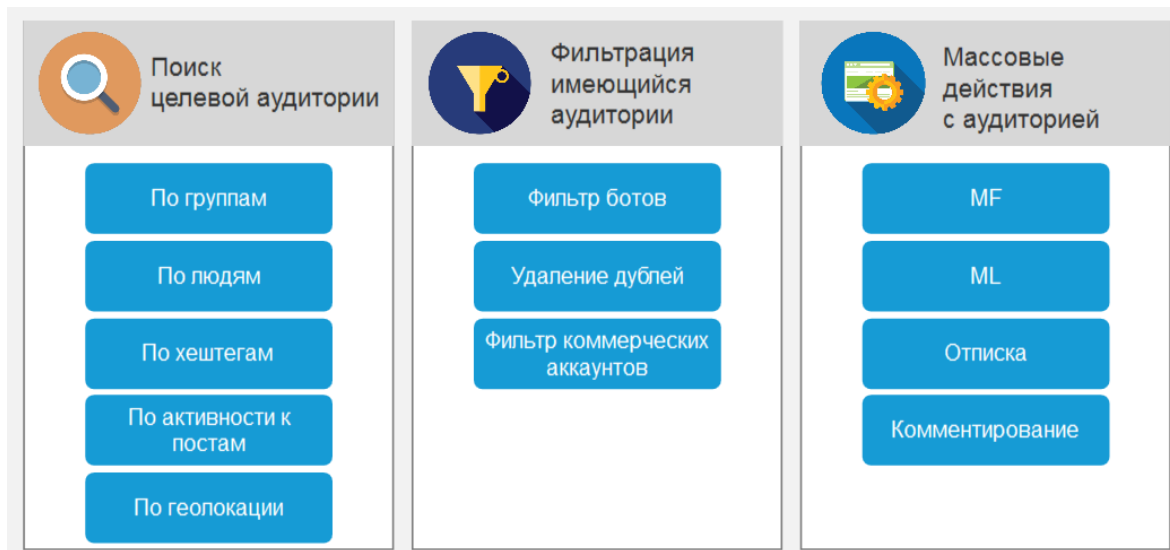 Поиск
целевой аудитории
По группам
По людям
По хештегам
По активности к
постам
По геолокации
Фильтрация
имеющийся
аудитории
Фильтр ботов
Удаление дублей
Фильтр коммерческих
аккаунтов
Массовые
действия
с аудиторией
MF
ML
Отписка
Комментирование